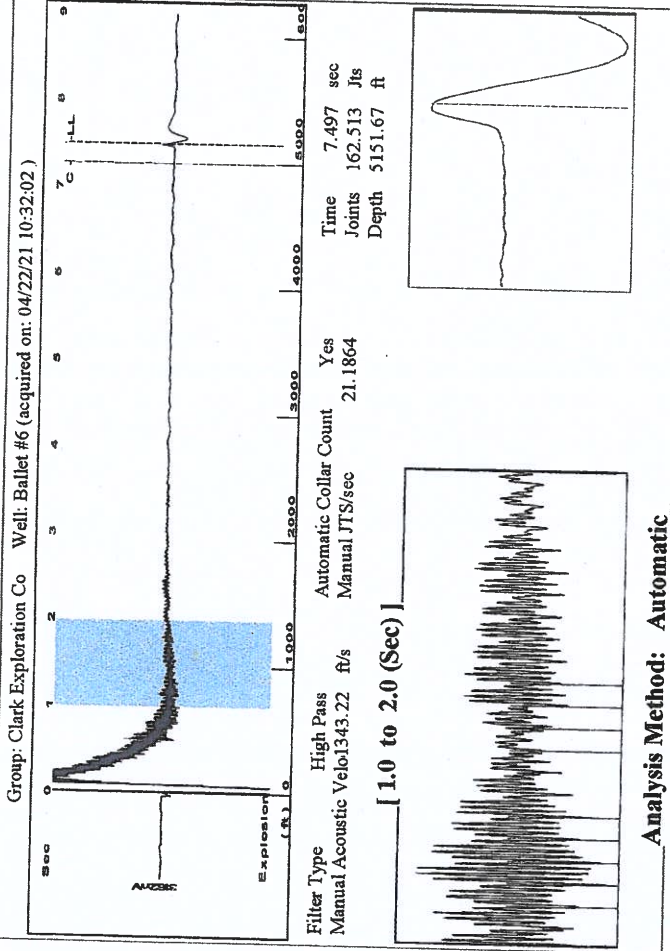 Group: Clark Exploration Co Well: Ballet #6 (acquired on: 04/22/21 10:32:02 )
Sec 0 1 2 3 4 5 6 7 8 9
C LL
Explosion
(ft) 0 1000 2000 3000 4000 5000 600
Filter Type High Pass Automatic Collar Count Yes Time 7.497 sec
Manual Acoustic Velo1343.22 ft/s Manual JTS/sec 21.1864 Joints 162.513 Jts
Depth 5151.67 ft
[ 1.0 to 2.0 (Sec) ]
Analysis Method: Automatic